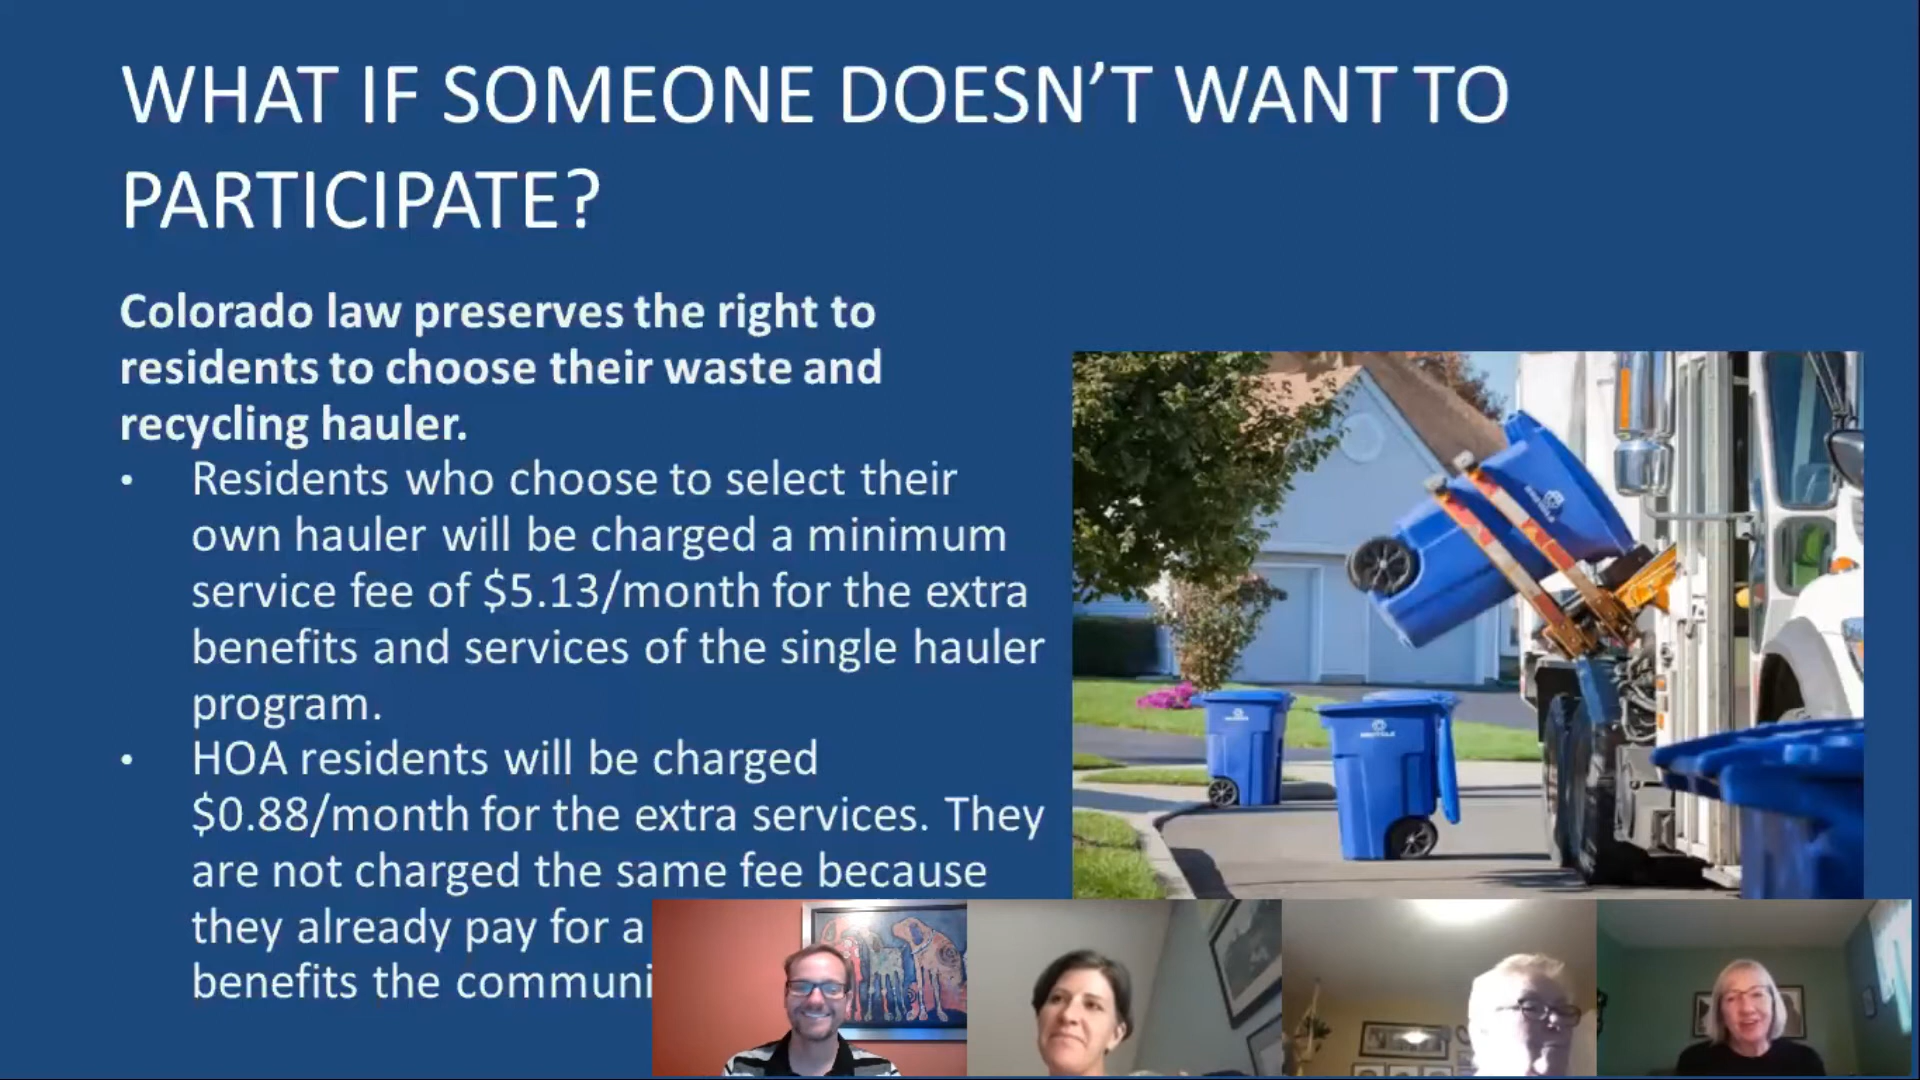 WHAT IF SOMEONE DOESN’T WANT TO
PARTICIPATE?
Colorado law preserves the right to
residents to choose their waste and
recycling hauler.
• Residents who choose to select their
own hauler will be charged a minimum
service fee of $5.13/month for the extra
benefits and services of the single hauler
program.
• HOA residents will be charged
$0.88/month for the extra services. They
are not charged the same fee because
they already pay for a
benefits the communi